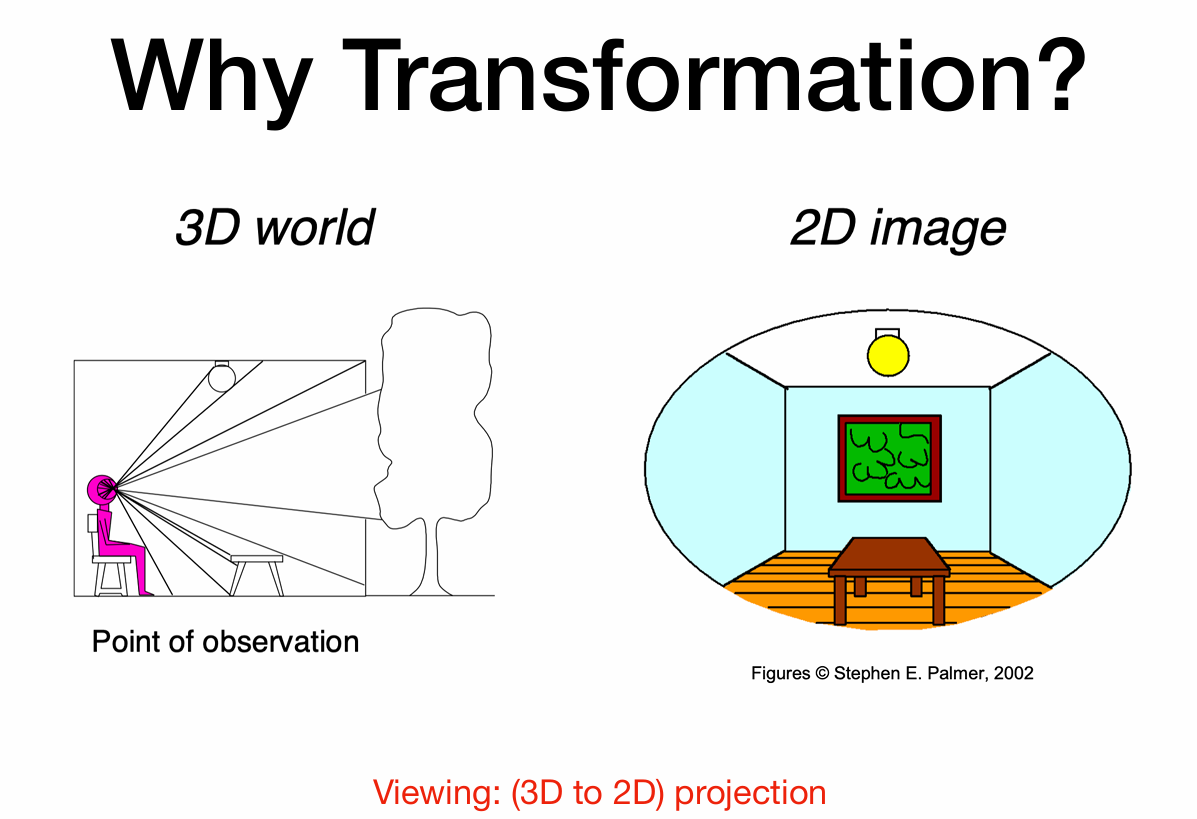 Why Transformation?
3D world
2D image
Point of observation
Figures © Stephen E. Palmer, 2002
Viewing: (3D to 2D) projection